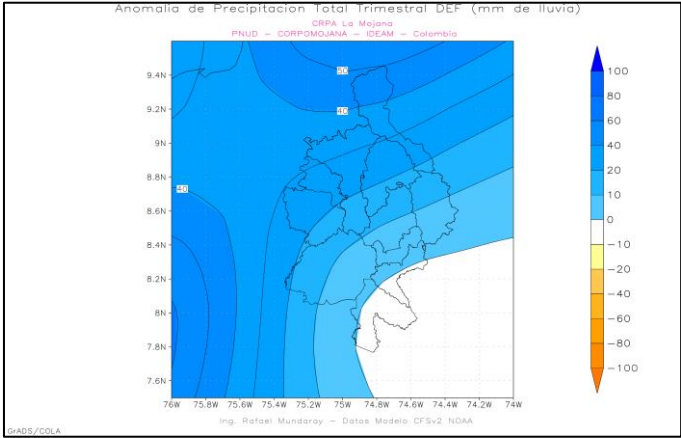 Anomalia de Precipitacion Total Trimestral DEF (mm de lluvia)
CRPA La Mojana
PNUD – CORPOMOJANA – IDEAM – Colombia
9.4N
9.2N
9N
8.8N
8.6N
8.4N
8.2N
8N
7.8N
7.6N
50
40
40
76W 75.8W 75.6W 75.4W 75.2W 75W 74.8W 74.6W 74.4W 74.2W 74W
100
80
60
40
20
10
0
−10
−20
−40
−60
−80
−100
Ing. Rafael Mundaray – Datos Modelo CFSv2 NOAA
GrADS/COLA